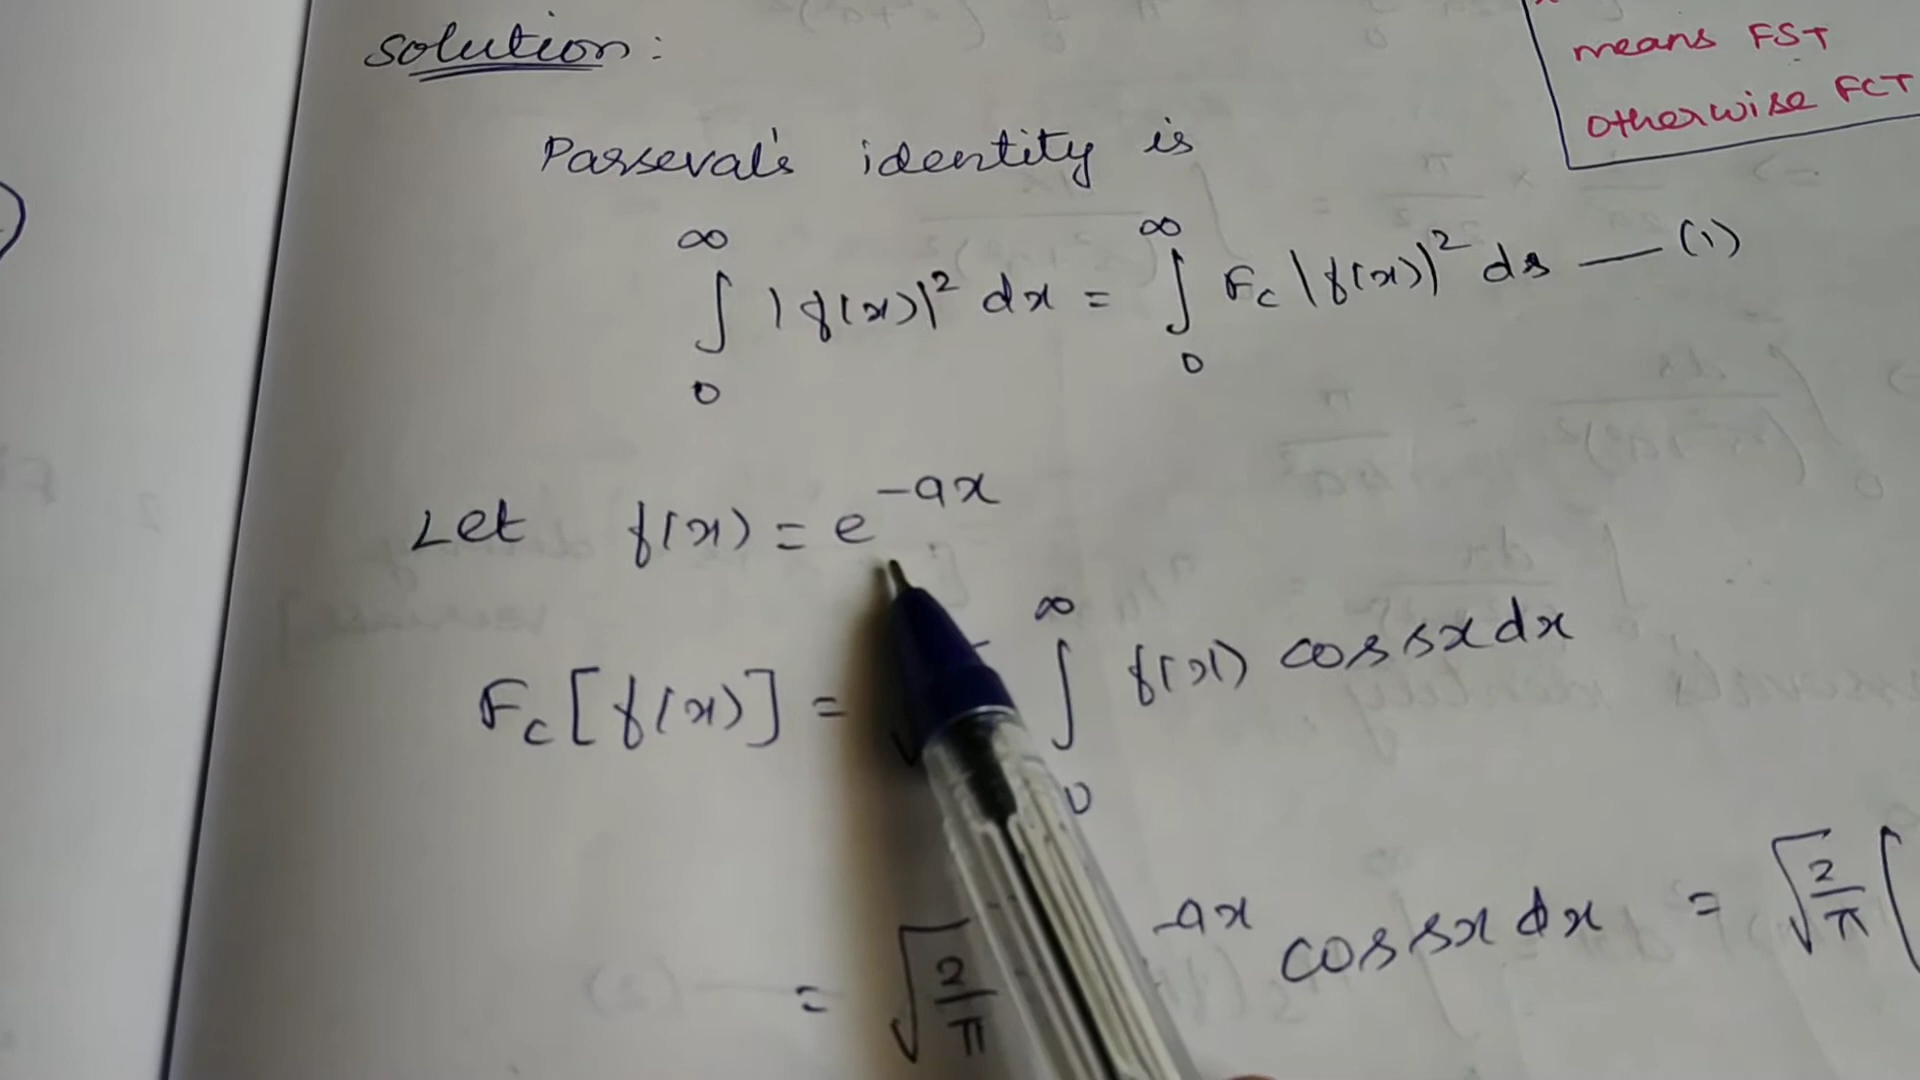 means FST
otherwise FCT
Solution:
Parseval's identity is
∞ ∫ 0 |f(x)|² dx = ∞ ∫ 0 Fc |f(x)|² ds — (1)
Let f(x) = e^-ax
Fc [f(x)] = ∞ ∫ 0 f(x) cos sx dx
= √2/π -ax cos sx dx = √2/π (